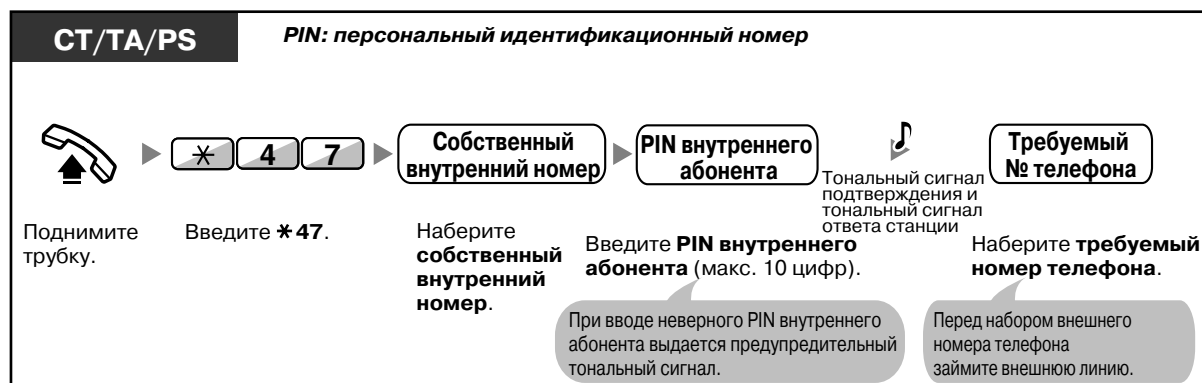 CT/TA/PS
PIN: персональный идентификационный номер
✳ 4 7
Собственный
внутренний номер
PIN внутреннего
абонента
Тональный сигнал
подтверждения и
тональный сигнал
ответа станции
Требуемый
№ телефона
Поднимите
трубку.
Введите ✳47.
Наберите
собственный
внутренний
номер.
Введите PIN внутреннего
абонента (макс. 10 цифр).
При вводе неверного PIN внутреннего
абонента выдается предупредительный
тональный сигнал.
Наберите требуемый
номер телефона.
Перед набором внешнего
номера телефона
займите внешнюю линию.